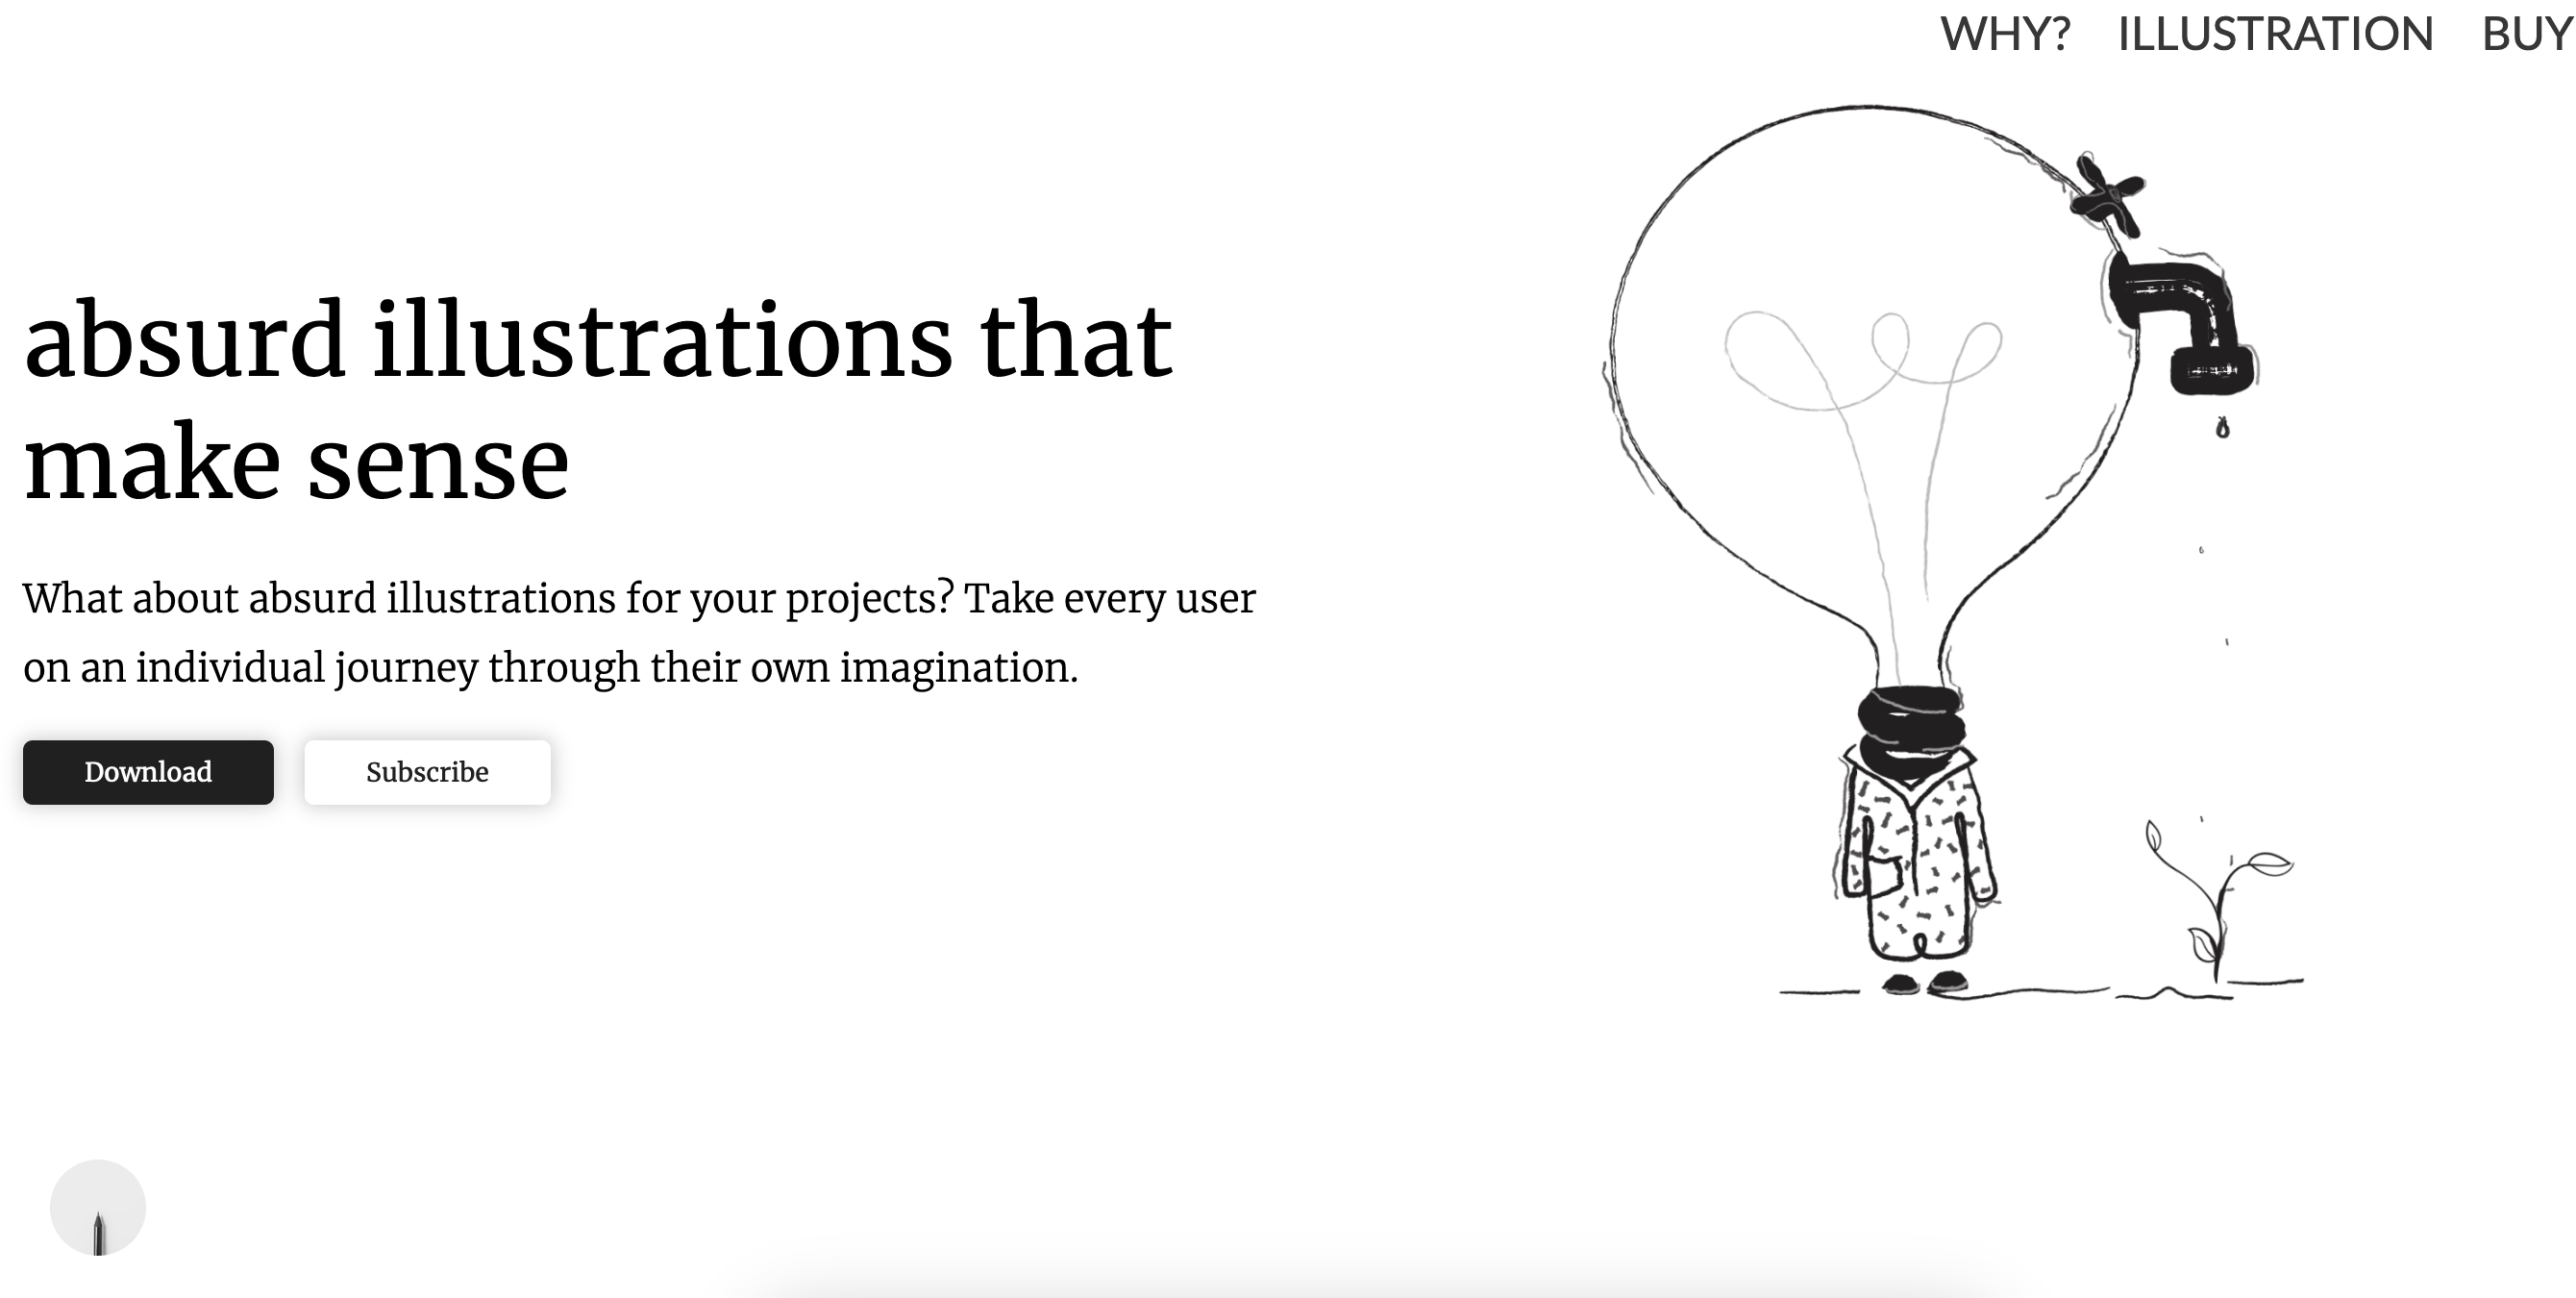 WHY? ILLUSTRATION BUY
absurd illustrations that
make sense
What about absurd illustrations for your projects? Take every user
on an individual journey through their own imagination.
Download Subscribe